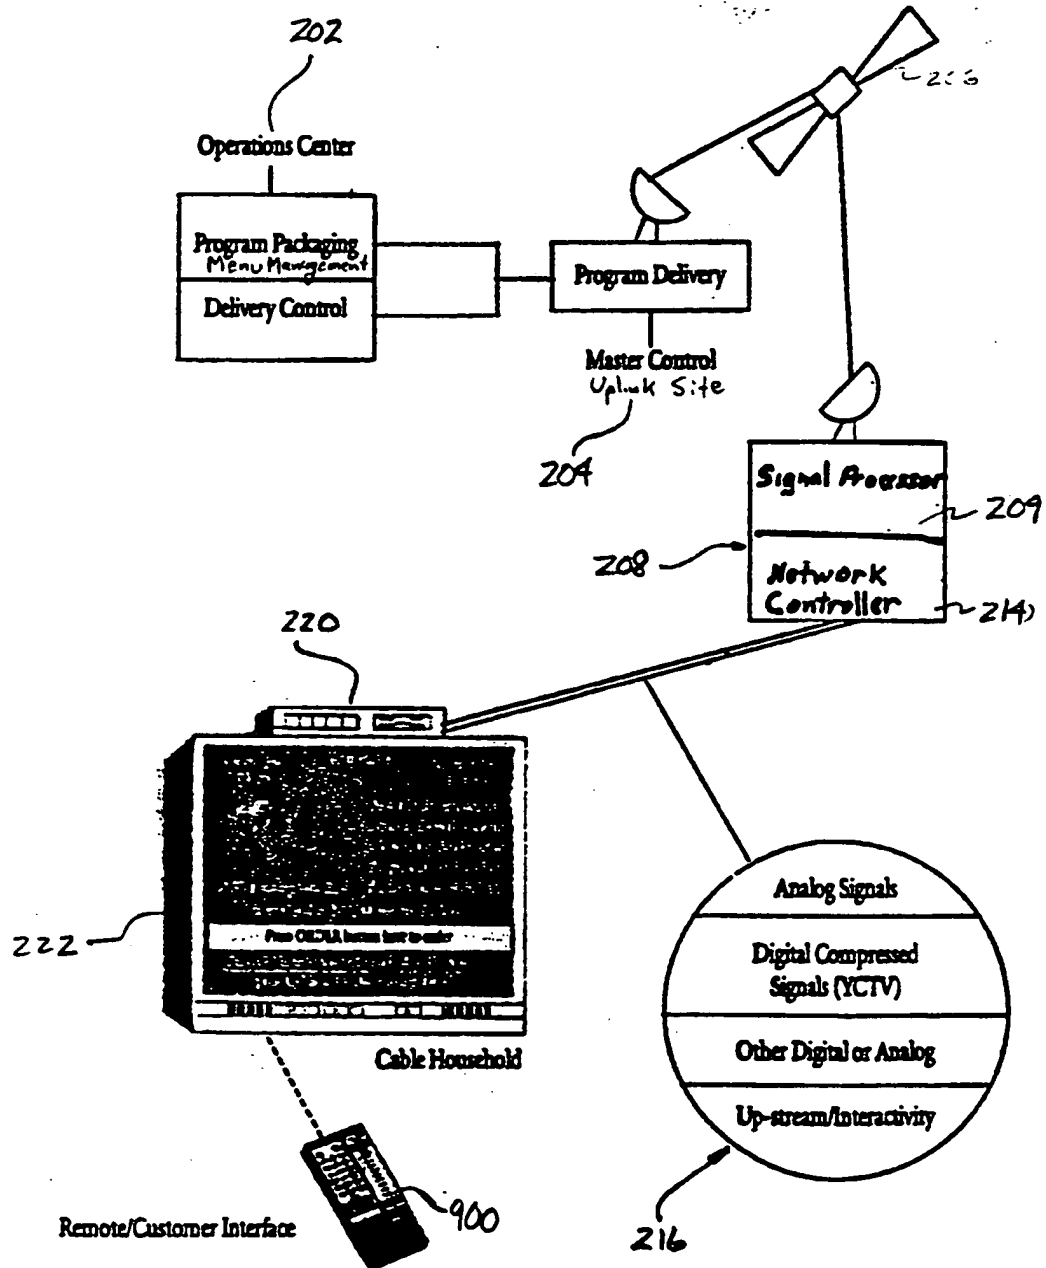 202
Operations Center
Program Packaging
Menu Management
Delivery Control
Program Delivery
Master Control
Uplink Site
204
Signal Processor
209
208
Network
Controller
214
220
222
Cable Household
Analog Signals
Digital Compressed
Signals (YCTV)
Other Digital or Analog
Up-stream/Interactivity
216
900
Remote/Customer Interface